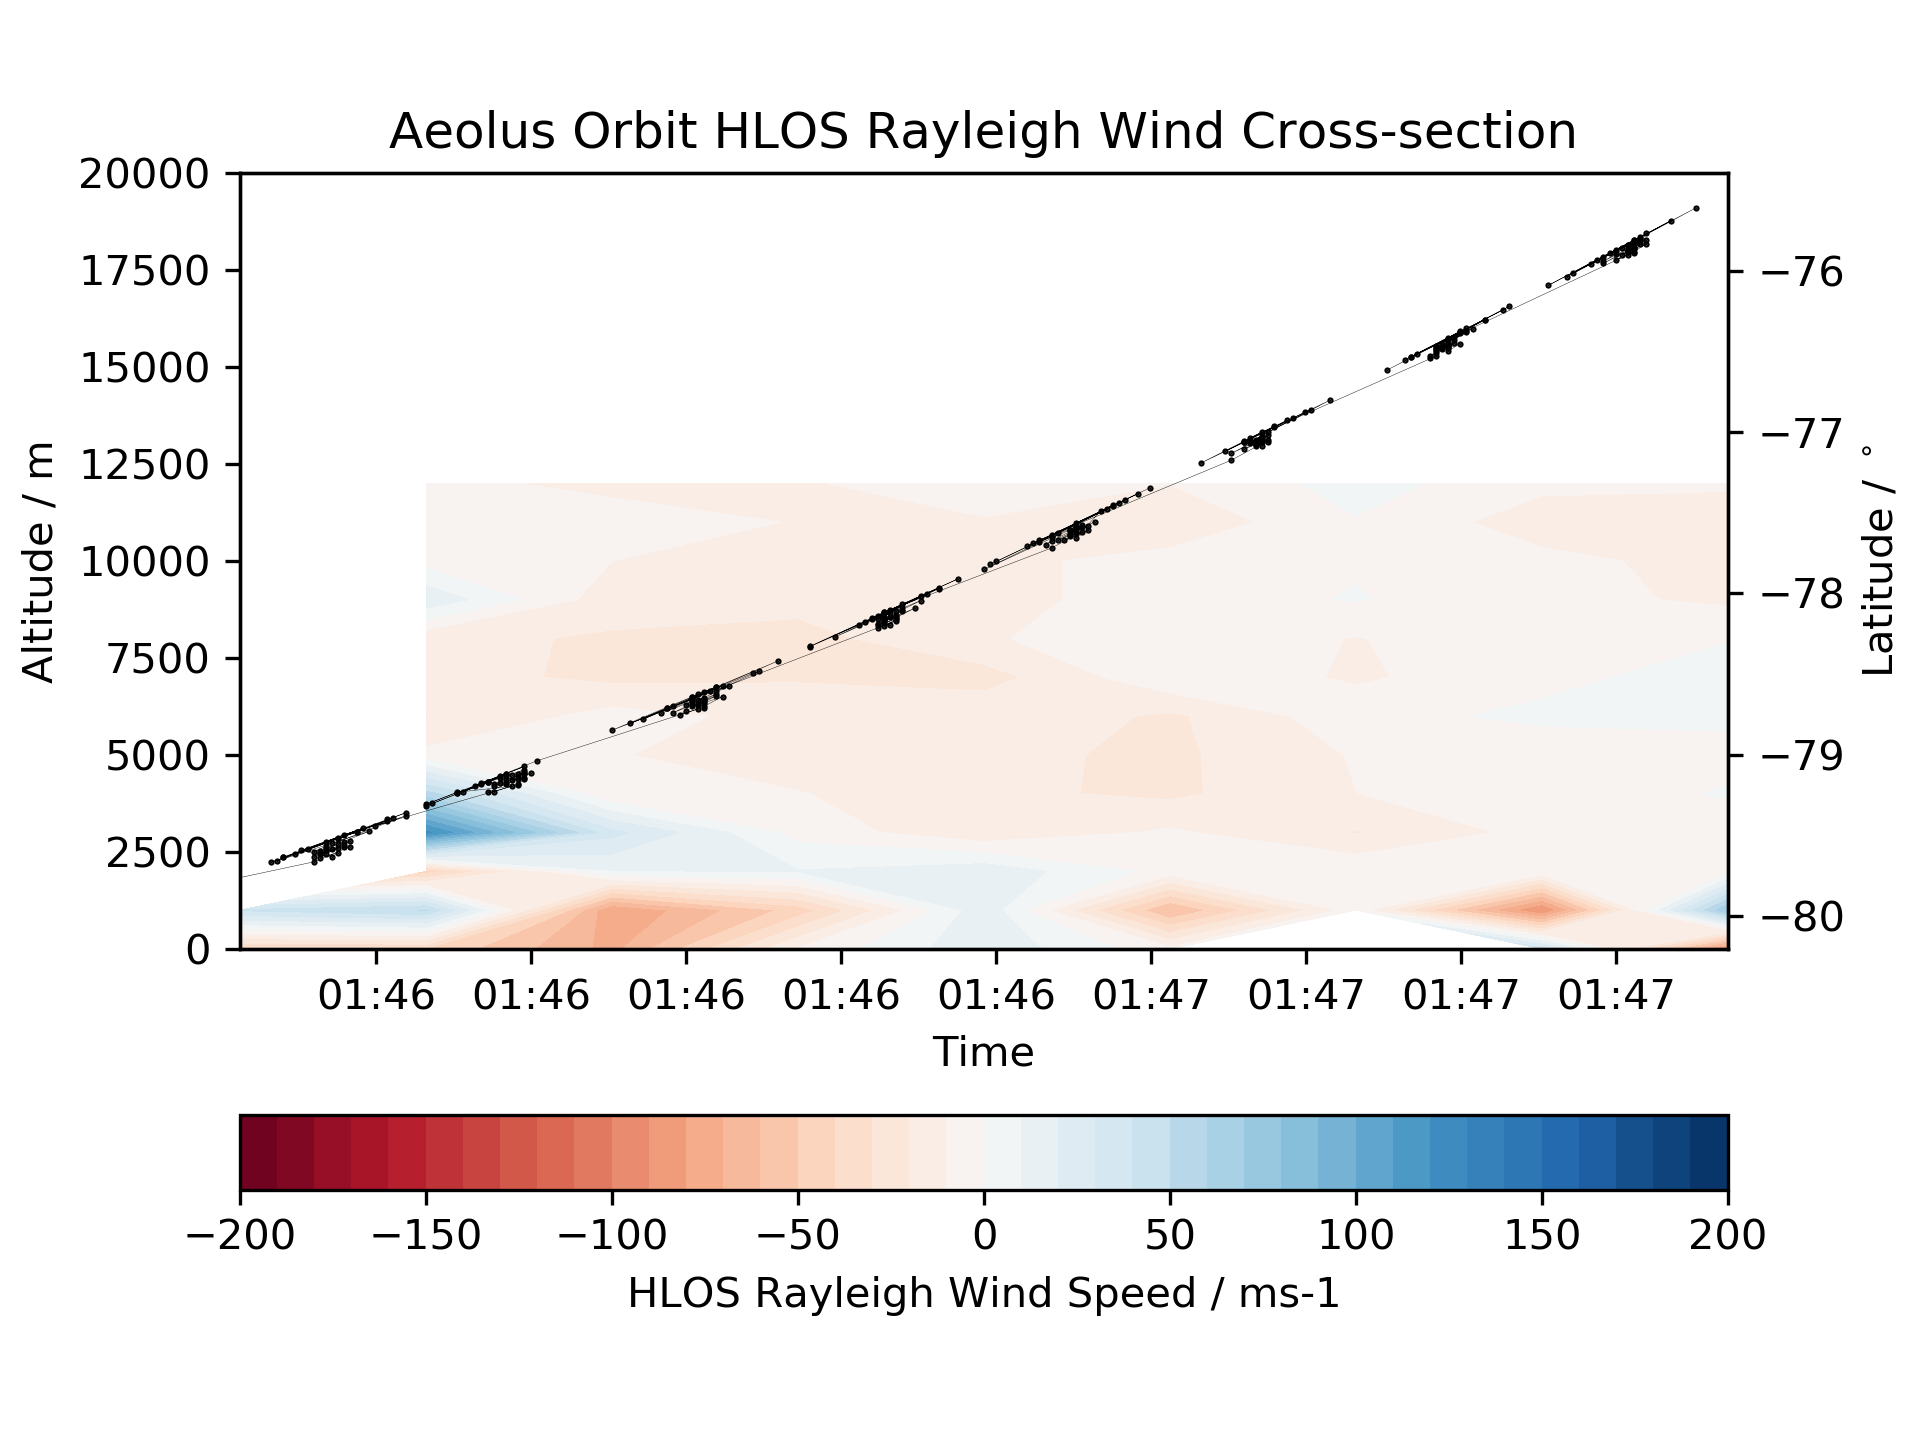 Aeolus Orbit HLOS Rayleigh Wind Cross-section
20000
17500
15000
12500
10000
7500
5000
2500
0
Altitude / m
−76
−77
−78
−79
−80
Latitude / °
01:46 01:46 01:46 01:46 01:46 01:47 01:47 01:47 01:47
Time
−200 −150 −100 −50 0 50 100 150 200
HLOS Rayleigh Wind Speed / ms-1